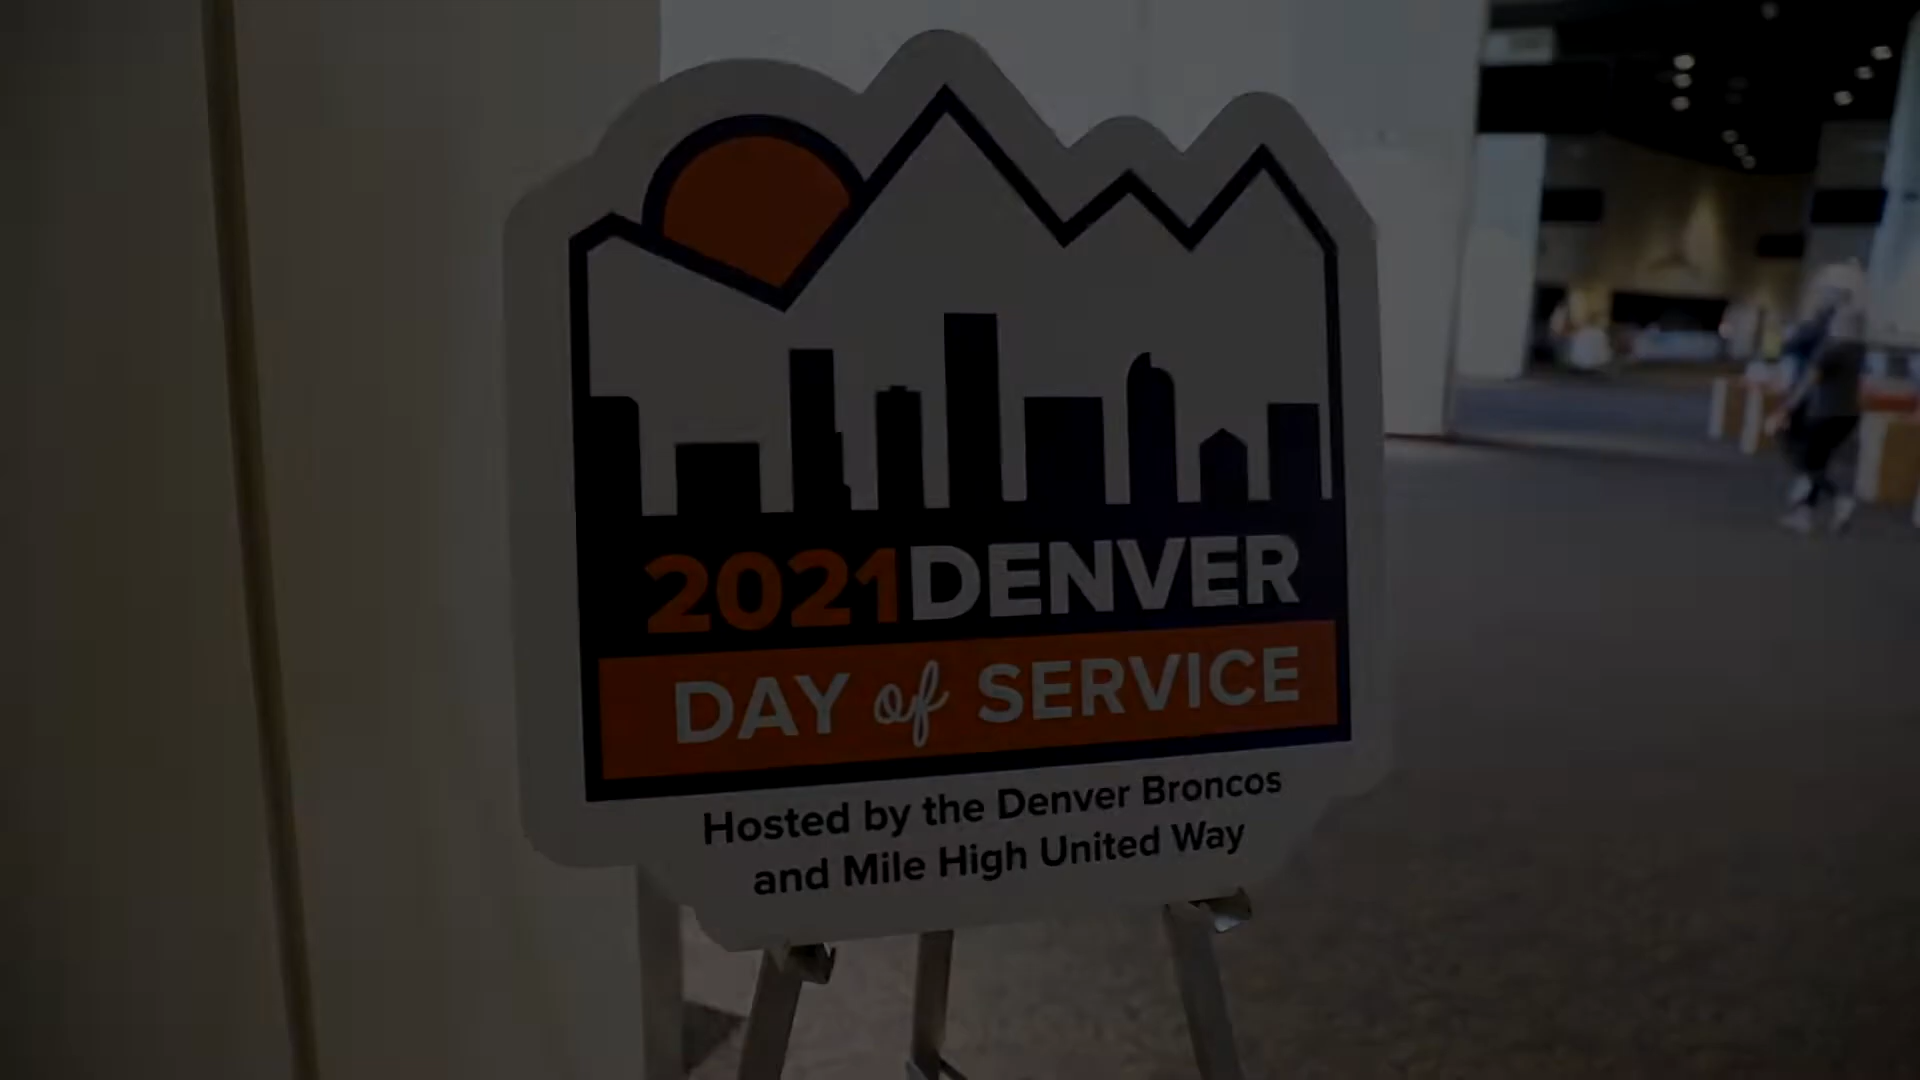 2021DENVER
DAY of SERVICE
Hosted by the Denver Broncos
and Mile High United Way